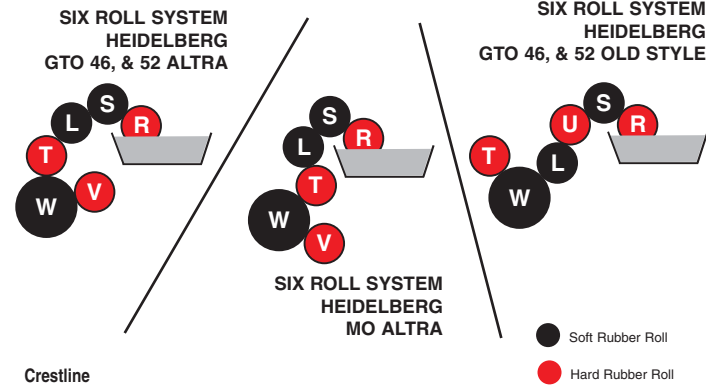 SIX ROLL SYSTEM
HEIDELBERG
GTO 46, & 52 ALTRA
S
L
R
T
V
W
S
R
L
T
W
V
SIX ROLL SYSTEM
HEIDELBERG
MO ALTRA
SIX ROLL SYSTEM
HEIDELBERG
GTO 46, & 52 OLD STYLE
S
U
R
T
L
W
Soft Rubber Roll
Hard Rubber Roll
Crestline